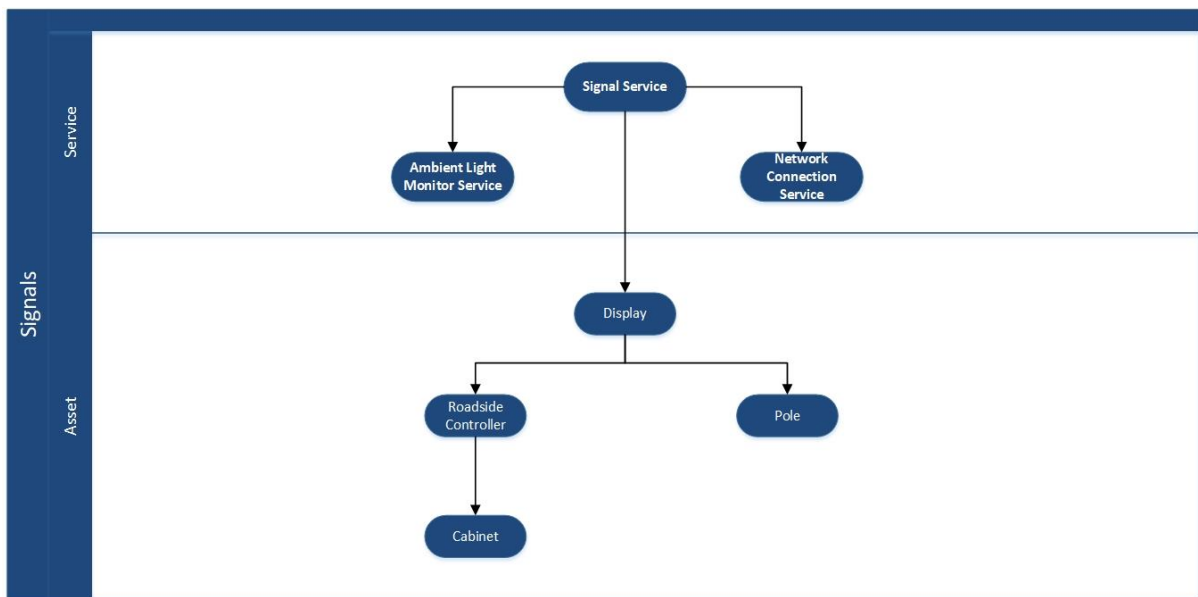 Signals
Service
Signal Service
Ambient Light
Monitor Service
Network
Connection
Service
Asset
Display
Roadside
Controller
Pole
Cabinet